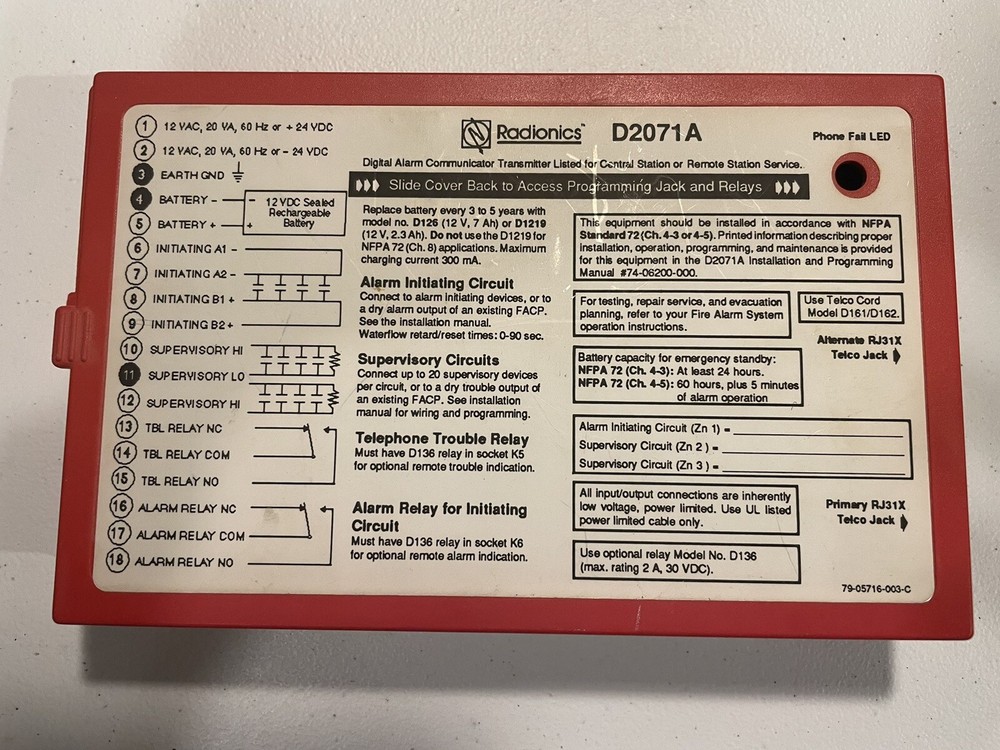 1 12 VAC, 20 VA, 60 Hz or + 24 VDC
2 12 VAC, 20 VA, 60 Hz or - 24 VDC
3 EARTH GND
4 BATTERY -
5 BATTERY +
- 12 VDC Sealed
Rechargeable
+ Battery
6 INITIATING A1 -
7 INITIATING A2 -
8 INITIATING B1 +
9 INITIATING B2 +
10 SUPERVISORY HI
11 SUPERVISORY LO
12 SUPERVISORY HI
13 TBL RELAY NC
14 TBL RELAY COM
15 TBL RELAY NO
16 ALARM RELAY NC
17 ALARM RELAY COM
18 ALARM RELAY NO
Radionics™ D2071A
Digital Alarm Communicator Transmitter Listed for Central Station or Remote Station Service.
Slide Cover Back to Access Programming Jack and Relays
Replace battery every 3 to 5 years with
model no. D126 (12 V, 7 Ah) or D1219
(12 V, 2.3 Ah). Do not use the D1219 for
NFPA 72 (Ch. 8) applications. Maximum
charging current 300 mA.
Alarm Initiating Circuit
Connect to alarm initiating devices, or to
a dry alarm output of an existing FACP.
See the installation manual.
Waterflow retard/reset times: 0-90 sec.
Supervisory Circuits
Connect up to 20 supervisory devices
per circuit, or to a dry trouble output of
an existing FACP. See installation
manual for wiring and programming.
Telephone Trouble Relay
Must have D136 relay in socket K5
for optional remote trouble indication.
Alarm Relay for Initiating
Circuit
Must have D136 relay in socket K6
for optional remote alarm indication.
Phone Fail LED
This equipment should be installed in accordance with NFPA
Standard 72 (Ch. 4-3 or 4-5). Printed information describing proper
installation, operation, programming, and maintenance is provided
for this equipment in the D2071A Installation and Programming
Manual #74-06200-000.
For testing, repair service, and evacuation
planning, refer to your Fire Alarm System
operation instructions.
Use Telco Cord
Model D161/D162.
Alternate RJ31X
Telco Jack
Battery capacity for emergency standby:
NFPA 72 (Ch. 4-3): At least 24 hours.
NFPA 72 (Ch. 4-5): 60 hours, plus 5 minutes
of alarm operation
Alarm Initiating Circuit (Zn 1) =
Supervisory Circuit (Zn 2) =
Supervisory Circuit (Zn 3) =
All input/output connections are inherently
low voltage, power limited. Use UL listed
power limited cable only.
Primary RJ31X
Telco Jack
Use optional relay Model No. D136
(max. rating 2 A, 30 VDC).
79-05716-003-C